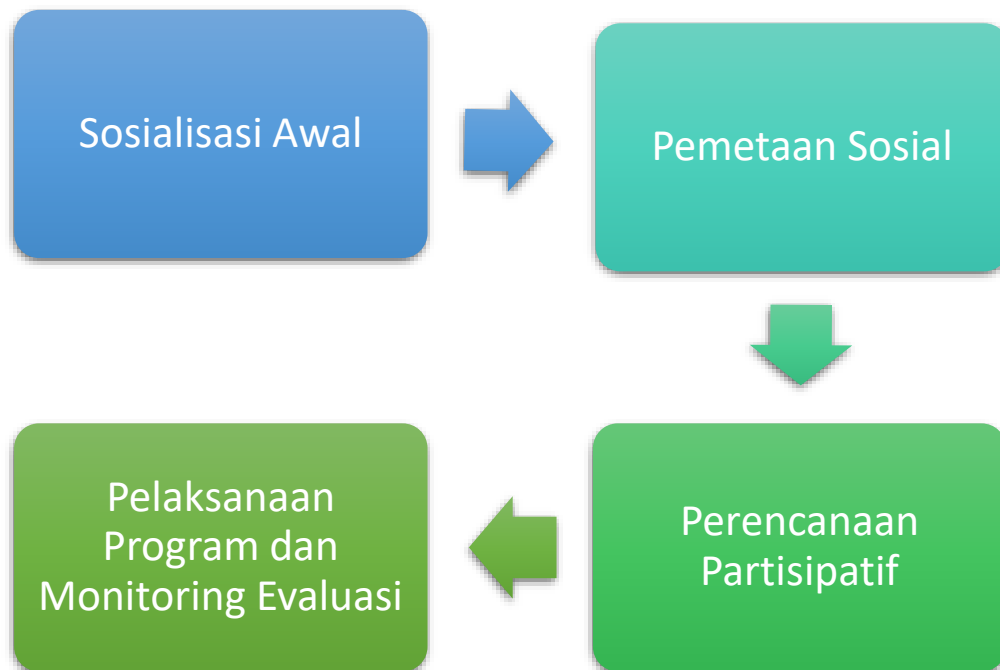 Sosialisasi Awal
Pemetaan Sosial
Perencanaan
Partisipatif
Pelaksanaan
Program dan
Monitoring Evaluasi